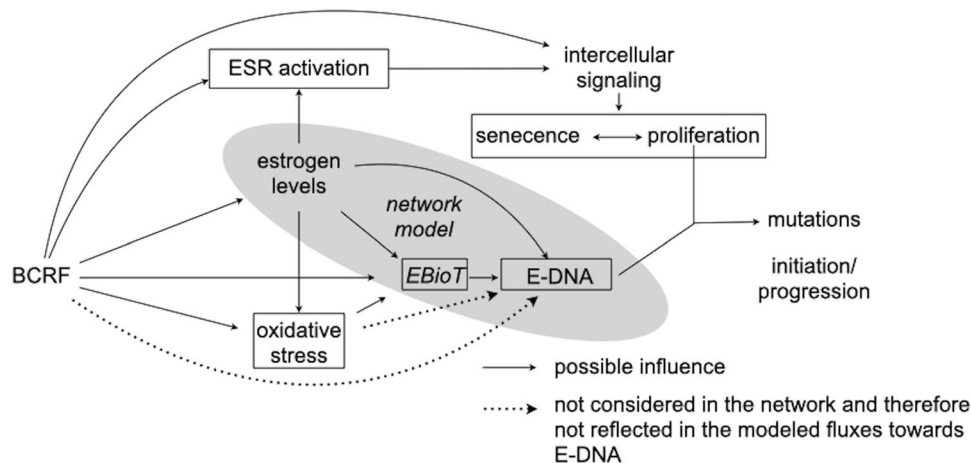 ESR activation
intercellular
signaling
senecence
proliferation
estrogen
levels
network
model
mutations
BCRF
EBioT
E-DNA
initiation/
progression
oxidative
stress
possible influence
not considered in the network and therefore
not reflected in the modeled fluxes towards
E-DNA